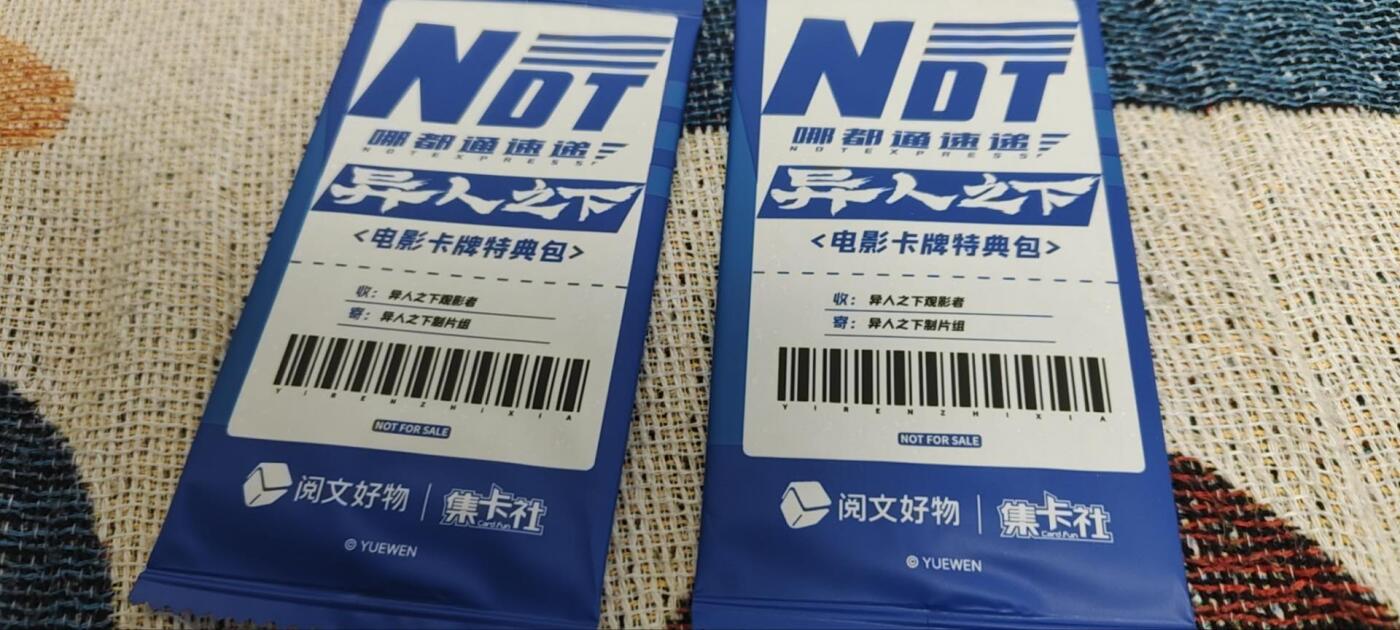 NDT
哪都通速递
NOTEXPRESS
异人之下
<电影卡牌特典包>
收：异人之下观影者
寄：异人之下制片组
YIRENZHIXIA
NOT FOR SALE
阅文好物 | 集卡社
Card Fun
© YUEWEN
NDT
哪都通速递
NOTEXPRESS
异人之下
<电影卡牌特典包>
收：异人之下观影者
寄：异人之下制片组
YIRENZHIXIA
NOT FOR SALE
阅文好物 | 集卡社
Card Fun
© YUEWEN